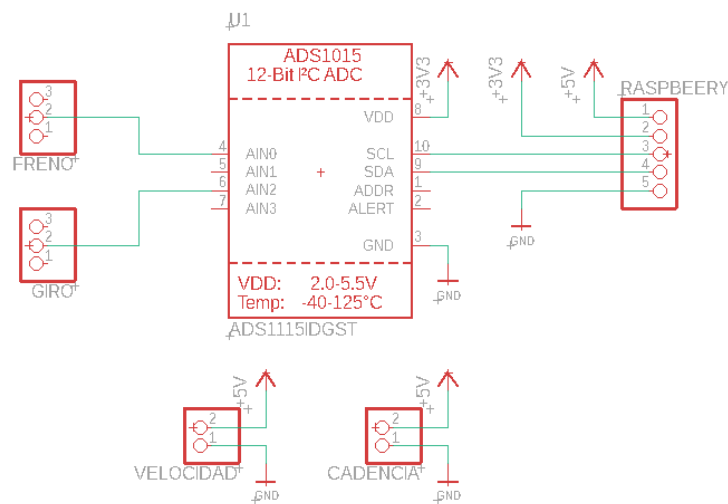 U1
ADS1015
12-Bit I²C ADC
+3V3
+3V3
+5V
RASPBEERY
3
2
1
FRENO
VDD
8
4
AIN0
SCL
10
5
AIN1
SDA
9
6
AIN2
ADDR
1
7
AIN3
ALERT
2
GND
3
1
2
3
4
5
GND
GND
3
2
1
GIRO
VDD: 2.0-5.5V
Temp: -40-125°C
ADS1115IDGST
+5V
2
1
VELOCIDAD
GND
+5V
2
1
CADENCIA
GND